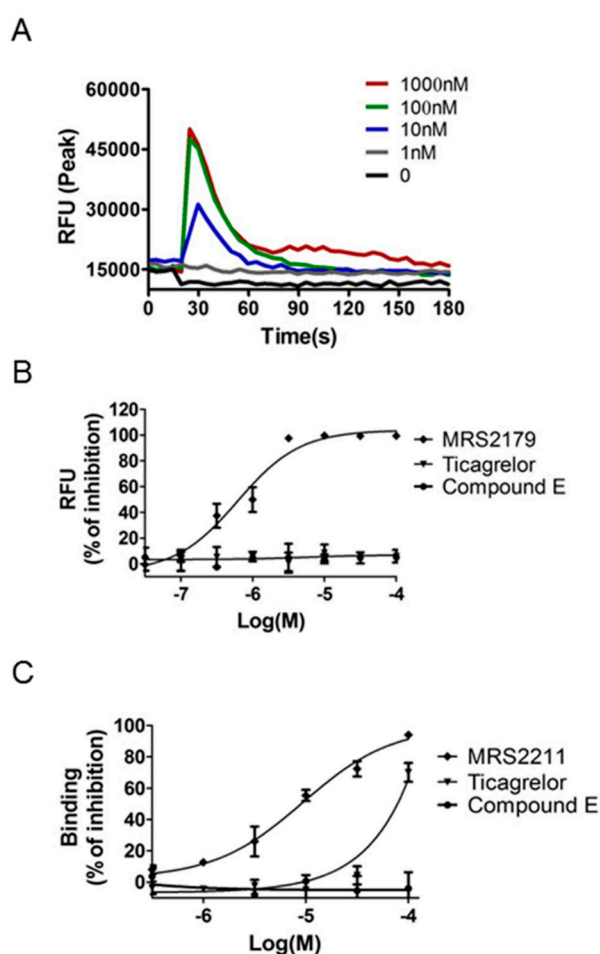 A
60000
45000
30000
15000
RFU (Peak)
0 30 60 90 120 150 180
Time(s)
1000nM
100nM
10nM
1nM
0
B
120
100
80
60
40
20
0
RFU
(% of inhibition)
-7 -6 -5 -4
Log(M)
MRS2179
Ticagrelor
Compound E
C
100
80
60
40
20
0
Binding
(% of inhibition)
-6 -5 -4
Log(M)
MRS2211
Ticagrelor
Compound E